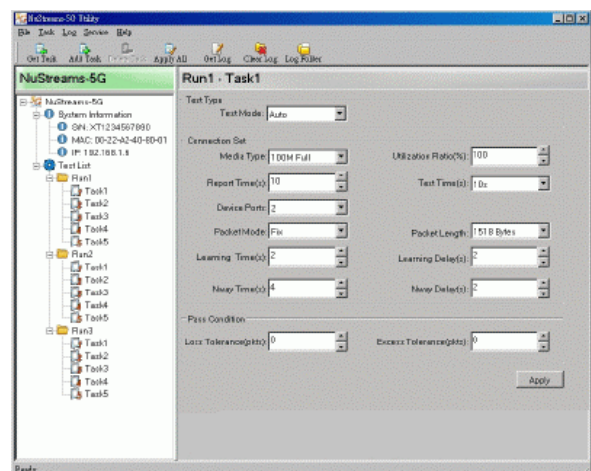 NuStreams-5G Utility
File Task Log Service Help
Get Task Add Task Delete Task Apply All Get Log Clear Log Log Folder
NuStreams-5G
Run1 - Task1
NuStreams-5G
System Information
S/N: XT1234567890
MAC: 00-22-A2-40-80-01
IP: 192.168.1.8
Test List
Run1
Task1
Task2
Task3
Task4
Task5
Run2
Task1
Task2
Task3
Task4
Task5
Run3
Task1
Task2
Task3
Task4
Task5
Test Type
Test Mode: Auto
Connection Set
Media Type: 100M Full Utilization Ratio(%): 100
Report Time(s): 10 Test Time(s): 10s
Device Ports: 2
Packet Mode: Fix Packet Length: 1518 Bytes
Learning Time(s): 2 Learning Delay(s): 2
Nway Time(s): 4 Nway Delay(s): 2
Pass Condition
Loss Tolerance(pkts): 0 Excess Tolerance(pkts): 0
Apply
Ready